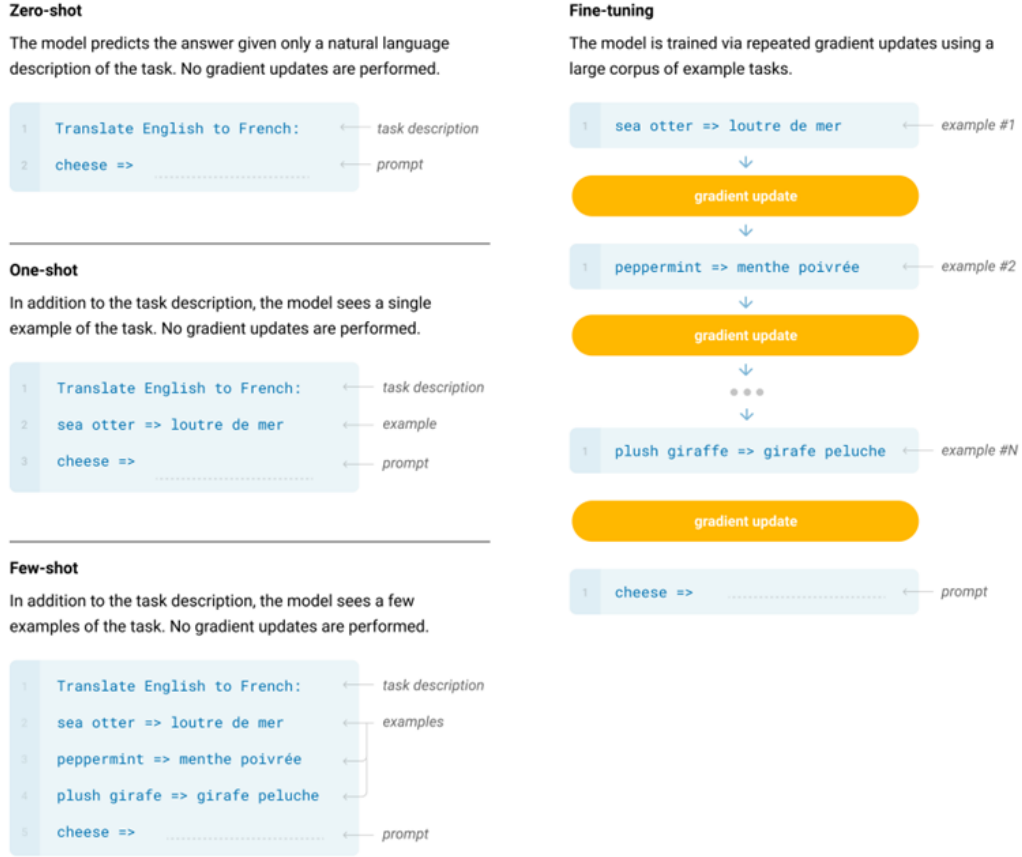 Zero-shot
The model predicts the answer given only a natural language
description of the task. No gradient updates are performed.
1 Translate English to French: task description
2 cheese => prompt
One-shot
In addition to the task description, the model sees a single
example of the task. No gradient updates are performed.
1 Translate English to French: task description
2 sea otter => loutre de mer example
3 cheese => prompt
Few-shot
In addition to the task description, the model sees a few
examples of the task. No gradient updates are performed.
1 Translate English to French: task description
2 sea otter => loutre de mer examples
3 peppermint => menthe poivrée
4 plush girafe => girafe peluche
5 cheese => prompt
Fine-tuning
The model is trained via repeated gradient updates using a
large corpus of example tasks.
1 sea otter => loutre de mer example #1
gradient update
1 peppermint => menthe poivrée example #2
gradient update
1 plush giraffe => girafe peluche example #N
gradient update
1 cheese => prompt